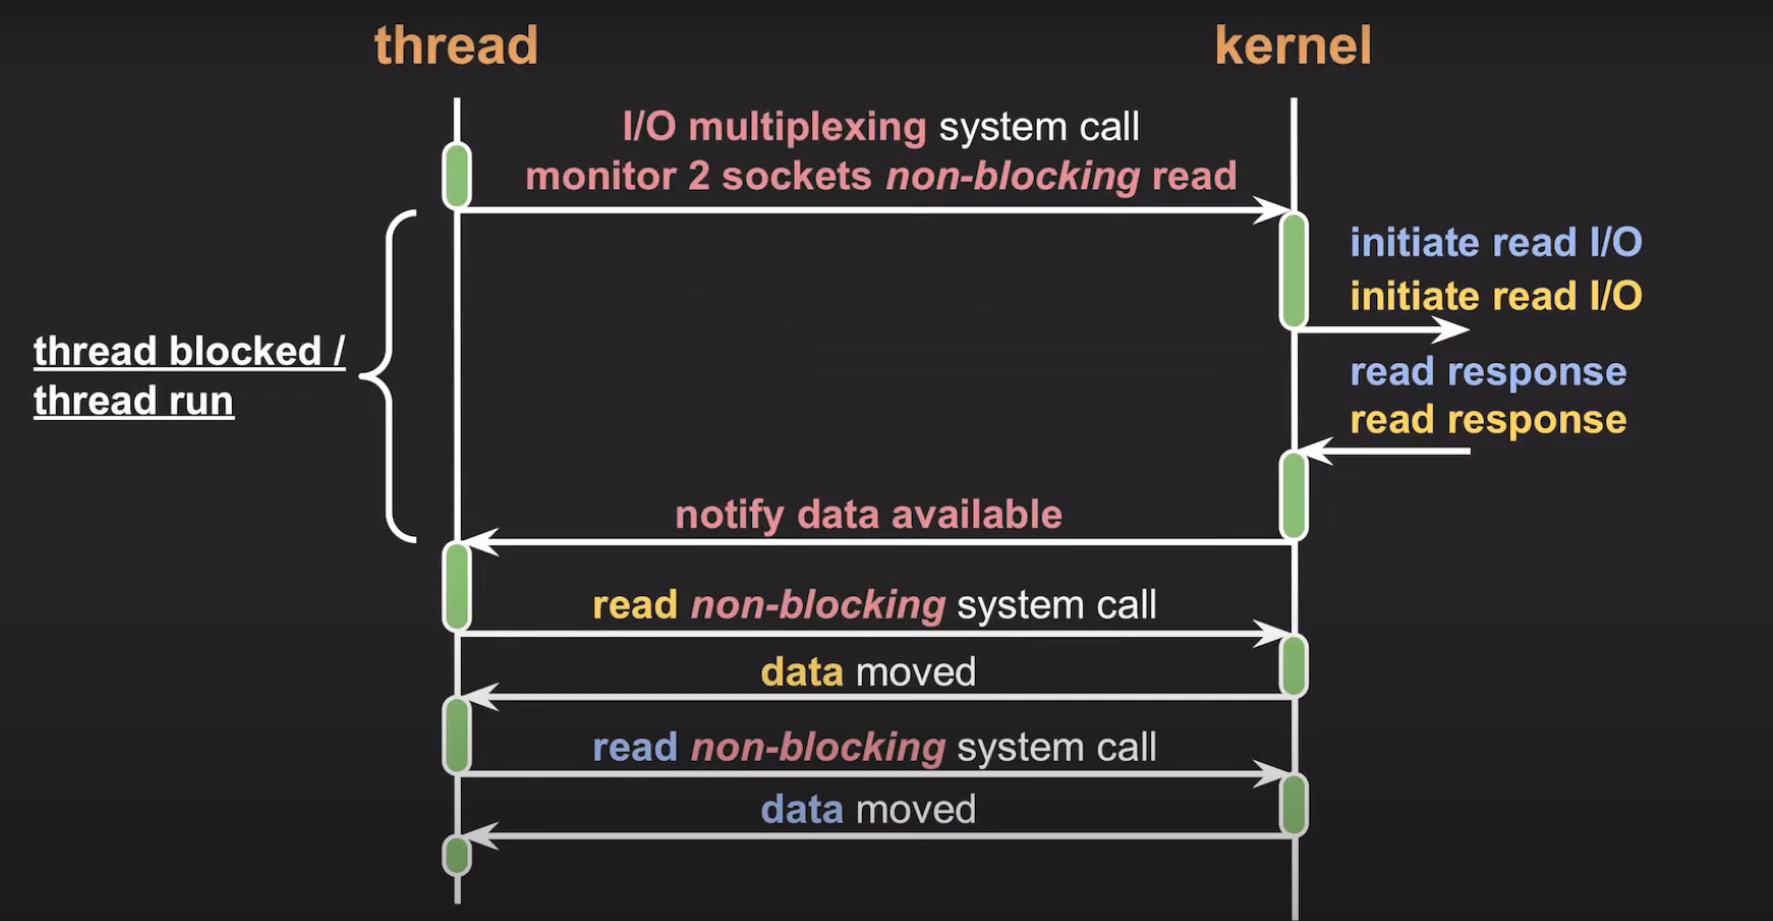 thread
kernel
I/O multiplexing system call
monitor 2 sockets non-blocking read
initiate read I/O
initiate read I/O
thread blocked /
thread run
read response
read response
notify data available
read non-blocking system call
data moved
read non-blocking system call
data moved